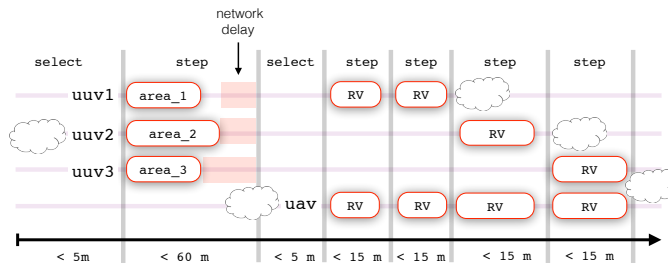 network
delay
select step select step step step step
uuv1 area_1 RV RV
uuv2 area_2 RV
uuv3 area_3 RV
uav RV RV RV RV
< 5m < 60 m < 5 m < 15 m < 15 m < 15 m < 15 m